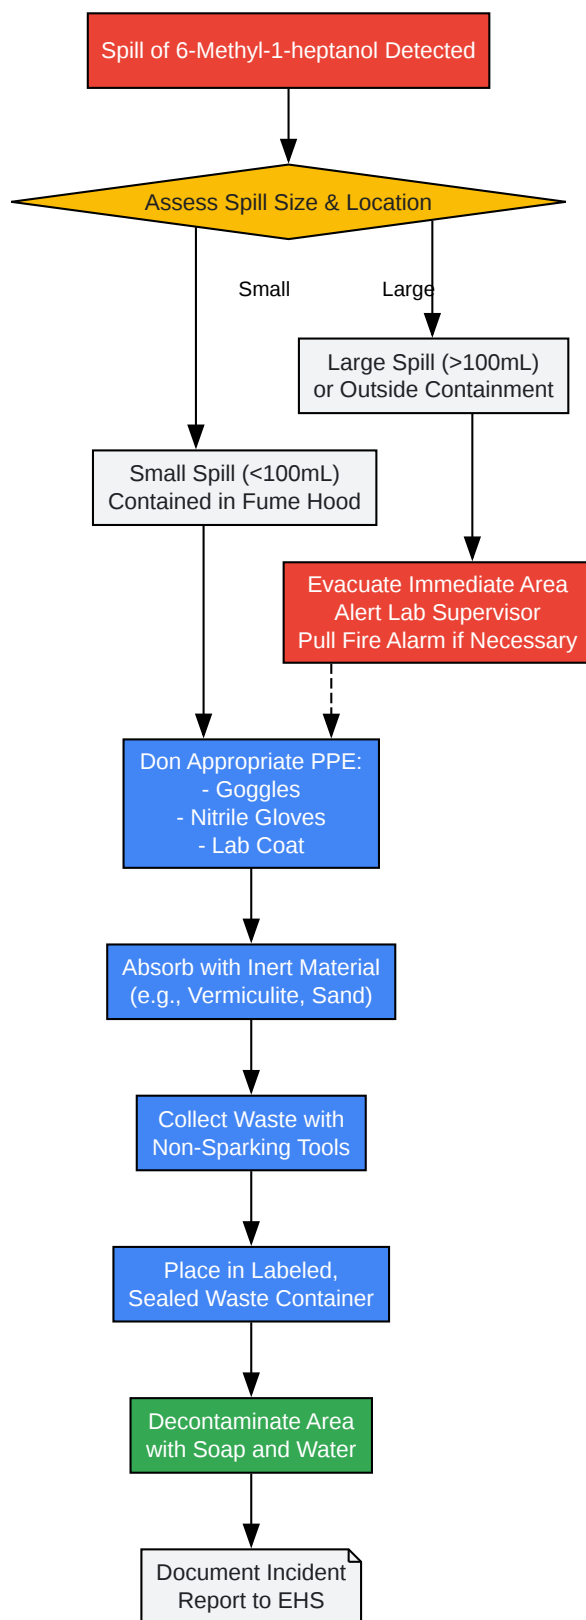 Spill of 6-Methyl-1-heptanol Detected
Assess Spill Size & Location
Small
Large
Large Spill (>100mL)
or Outside Containment
Small Spill (<100mL)
Contained in Fume Hood
Evacuate Immediate Area
Alert Lab Supervisor
Pull Fire Alarm if Necessary
Don Appropriate PPE:
- Goggles
- Nitrile Gloves
- Lab Coat
Absorb with Inert Material
(e.g., Vermiculite, Sand)
Collect Waste with
Non-Sparking Tools
Place in Labeled,
Sealed Waste Container
Decontaminate Area
with Soap and Water
Document Incident
Report to EHS